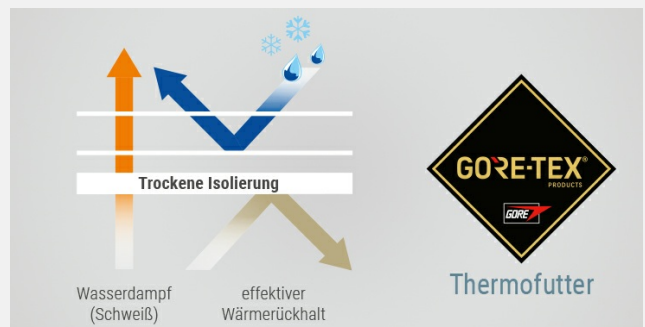 Trockene Isolierung
Wasserdampf
(Schweiß)
effektiver
Wärmerückhalt
GORE-TEX®
PRODUCTS
GORE
Thermofutter